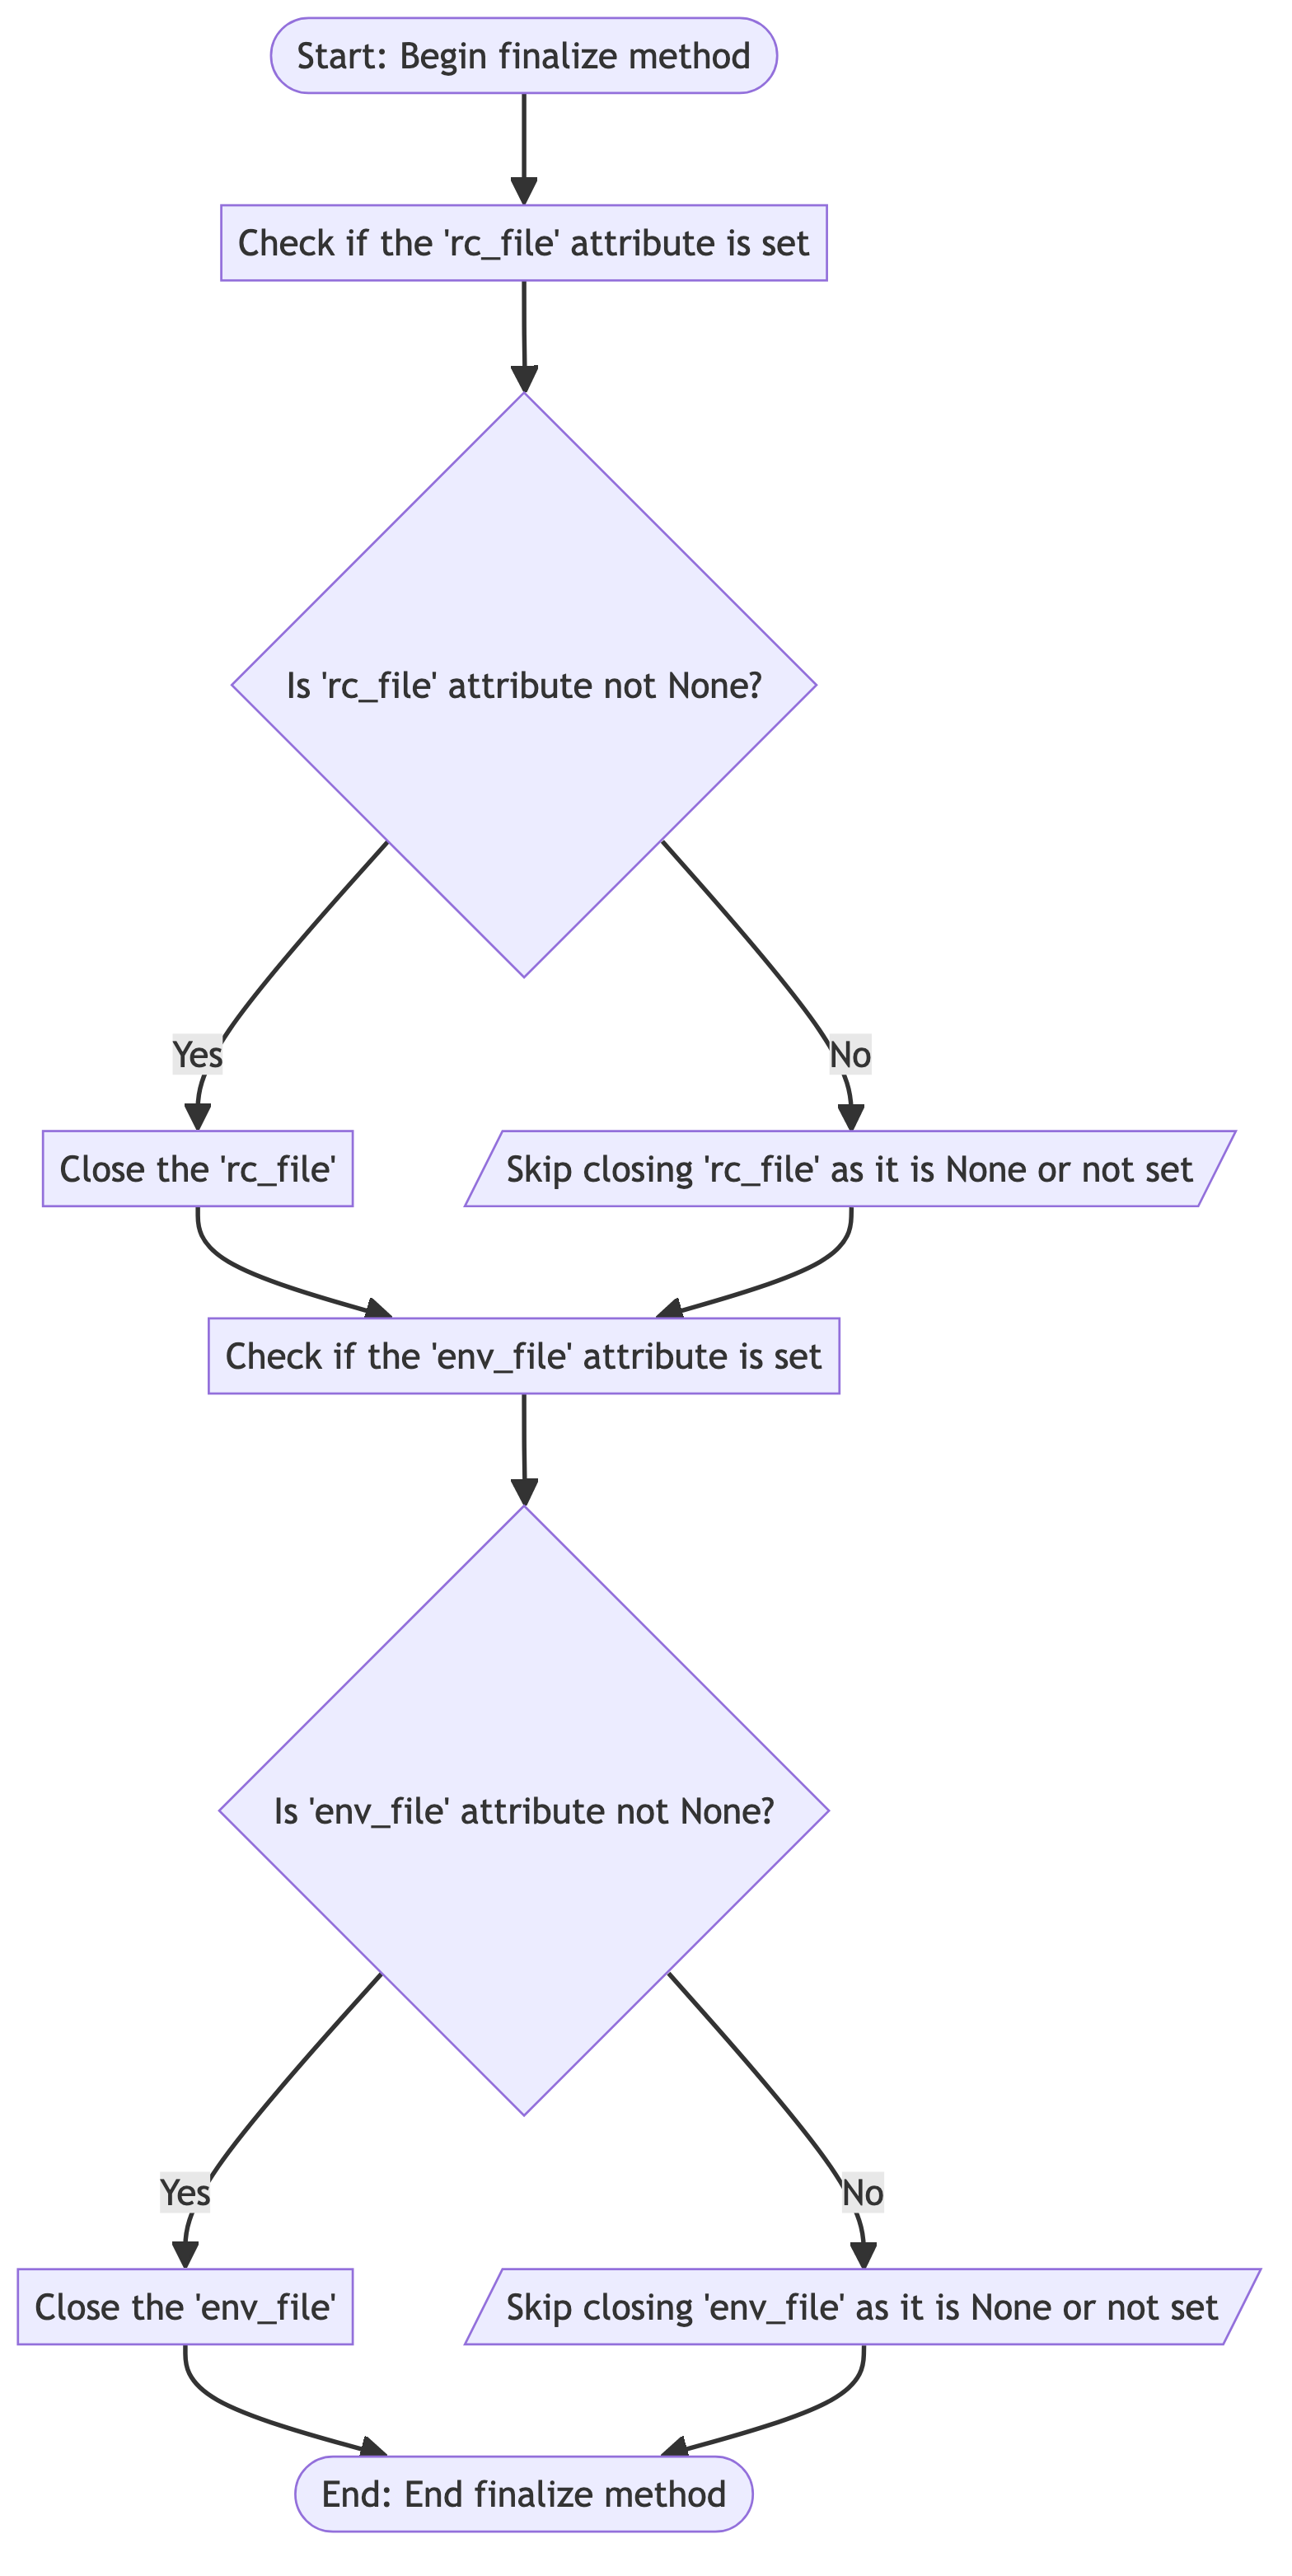 Start: Begin finalize method
Check if the 'rc_file' attribute is set
Is 'rc_file' attribute not None?
Yes
No
Close the 'rc_file'
Skip closing 'rc_file' as it is None or not set
Check if the 'env_file' attribute is set
Is 'env_file' attribute not None?
Yes
No
Close the 'env_file'
Skip closing 'env_file' as it is None or not set
End: End finalize method